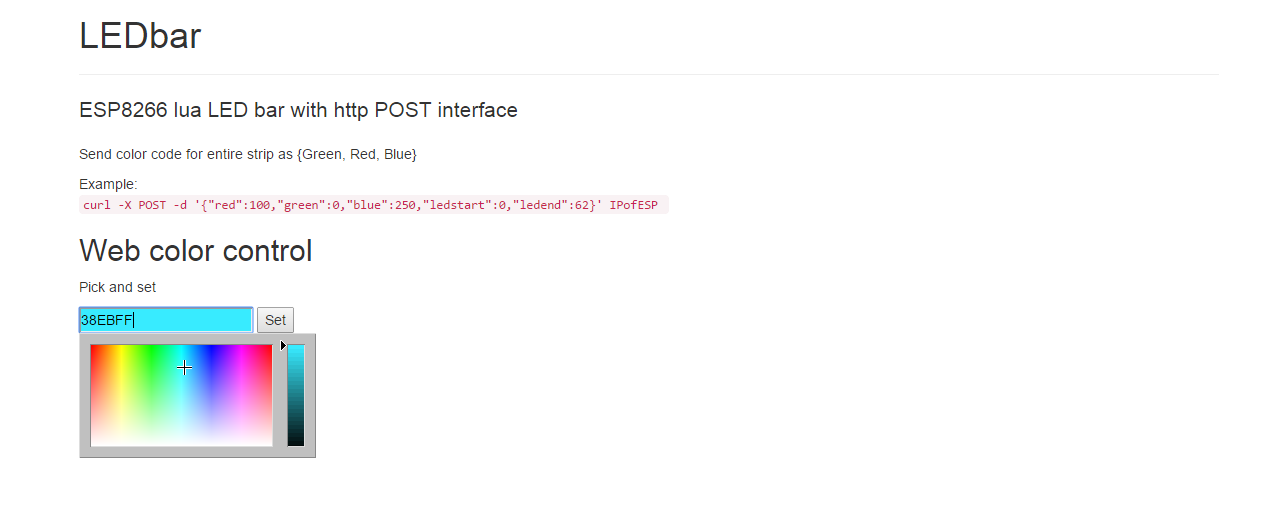 LEDbar
ESP8266 lua LED bar with http POST interface
Send color code for entire strip as {Green, Red, Blue}
Example:
curl -X POST -d '{"red":100,"green":0,"blue":250,"ledstart":0,"ledend":62}' IPofESP
Web color control
Pick and set
38EBFF Set